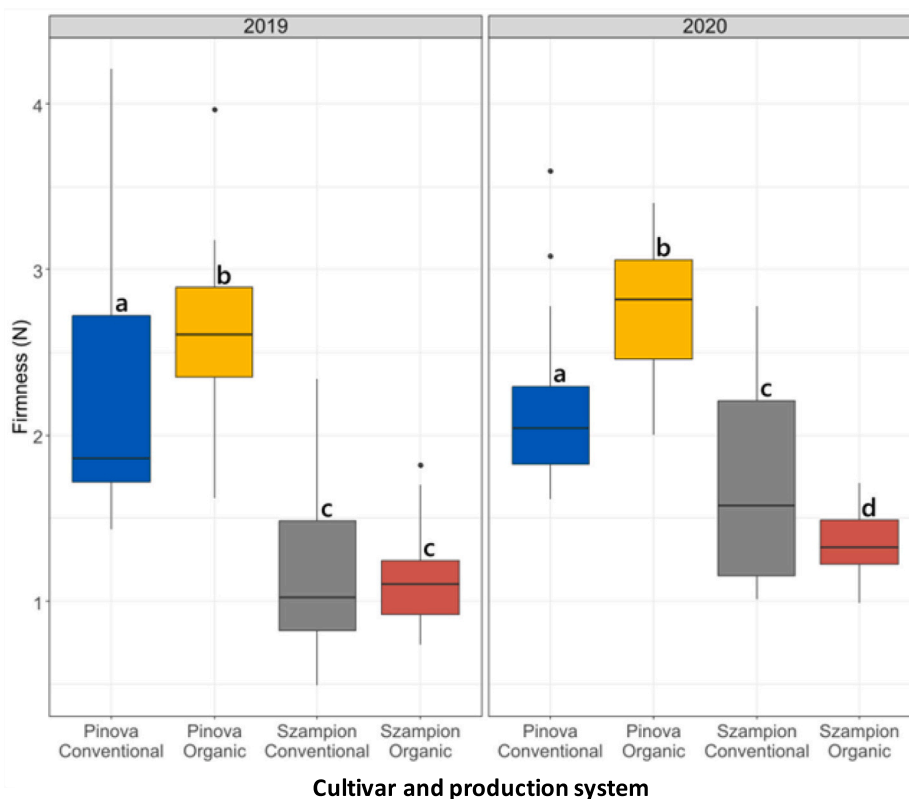 2019
2020
Firmness (N)
4
3
2
1
a
b
c
c
a
b
c
d
Pinova
Conventional
Pinova
Organic
Szampion
Conventional
Szampion
Organic
Pinova
Conventional
Pinova
Organic
Szampion
Conventional
Szampion
Organic
Cultivar and production system